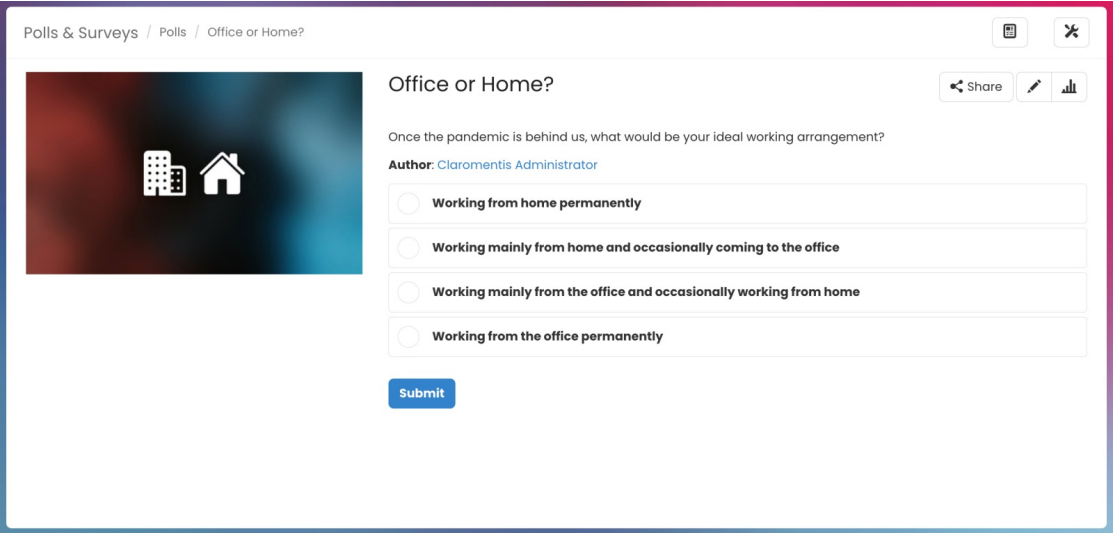 Polls & Surveys / Polls / Office or Home?
Office or Home?
Share
Once the pandemic is behind us, what would be your ideal working arrangement?
Author: Claromentis Administrator
Working from home permanently
Working mainly from home and occasionally coming to the office
Working mainly from the office and occasionally working from home
Working from the office permanently
Submit